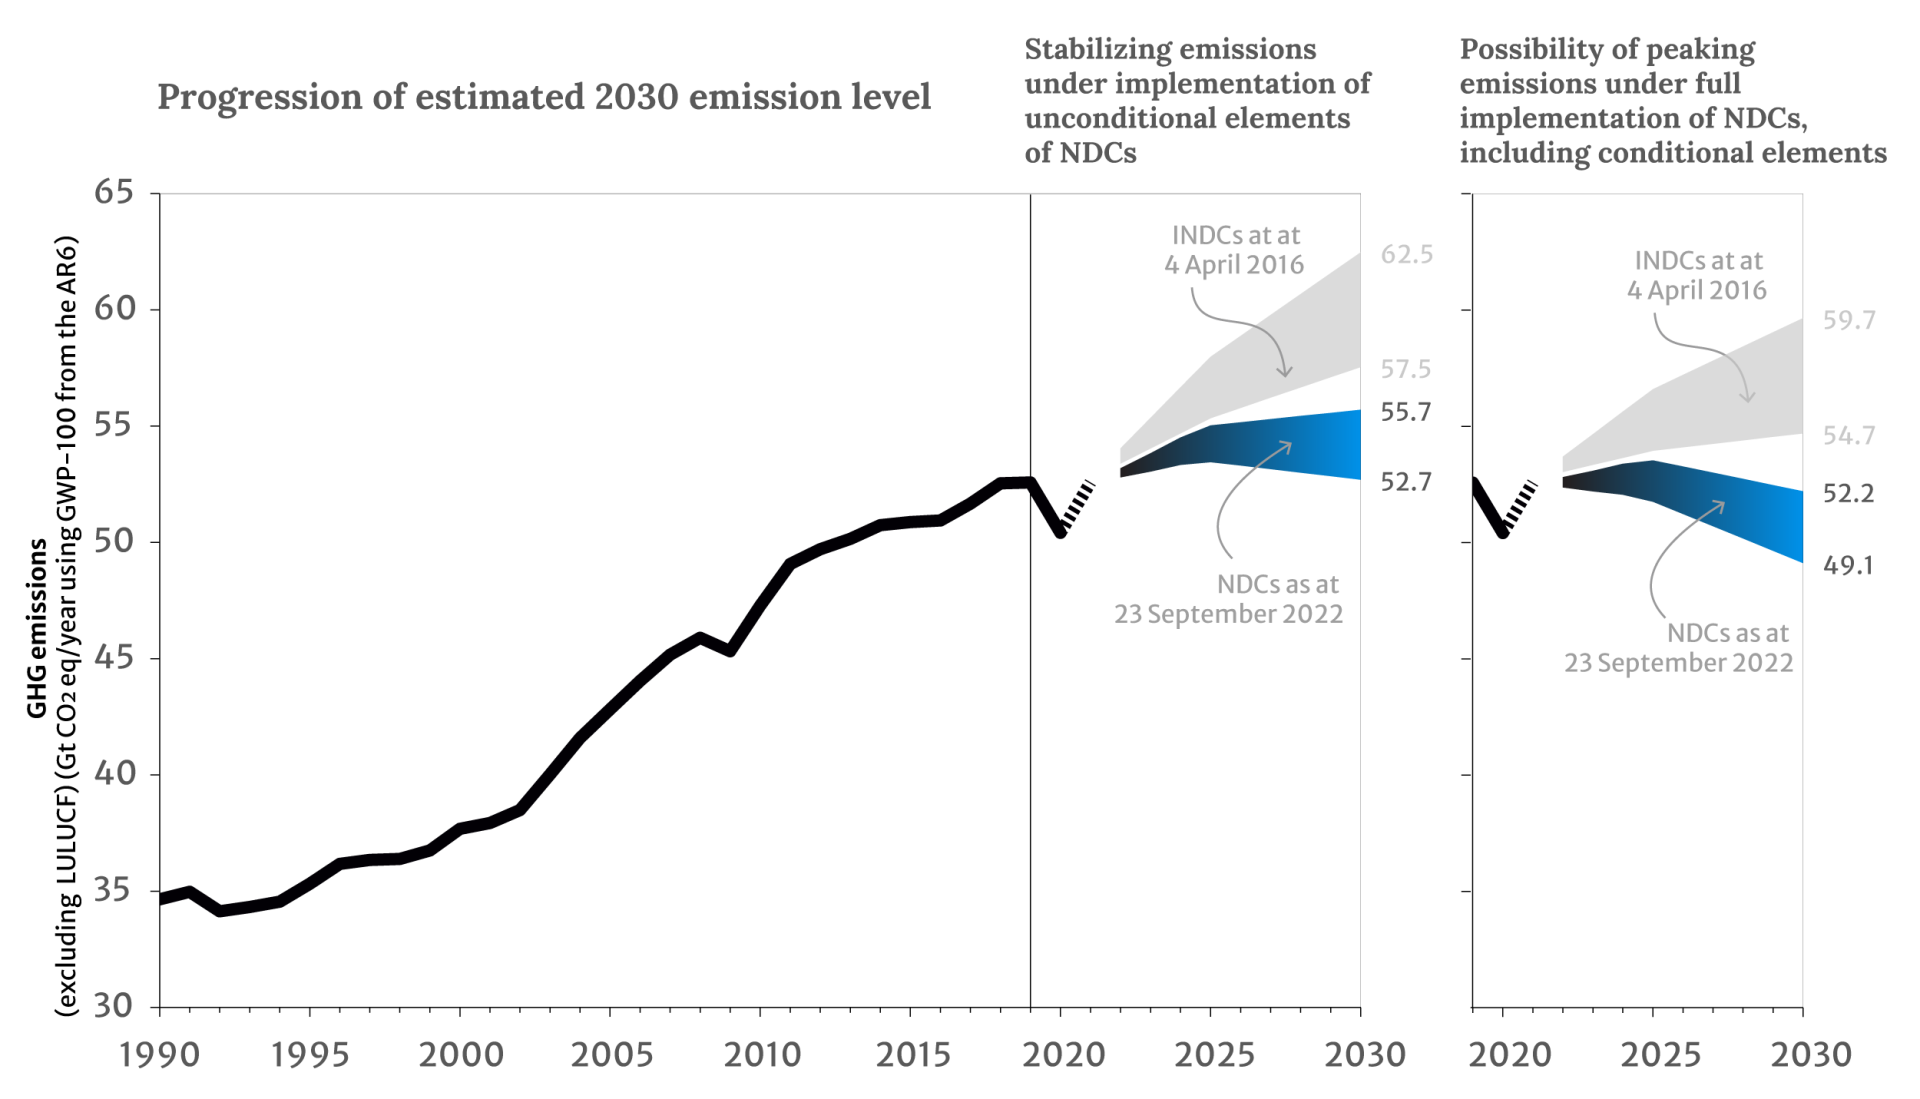 Progression of estimated 2030 emission level
Stabilizing emissions
under implementation of
unconditional elements
of NDCs
Possibility of peaking
emissions under full
implementation of NDCs,
including conditional elements
GHG emissions
(excluding LULUCF) (Gt CO2 eq/year using GWP-100 from the AR6)
65
60
55
50
45
40
35
30
INDCs at at
4 April 2016
62.5
57.5
55.7
52.7
NDCs as at
23 September 2022
INDCs at at
4 April 2016
59.7
54.7
52.2
49.1
NDCs as at
23 September 2022
1990 1995 2000 2005 2010 2015 2020 2025 2030
2020 2025 2030